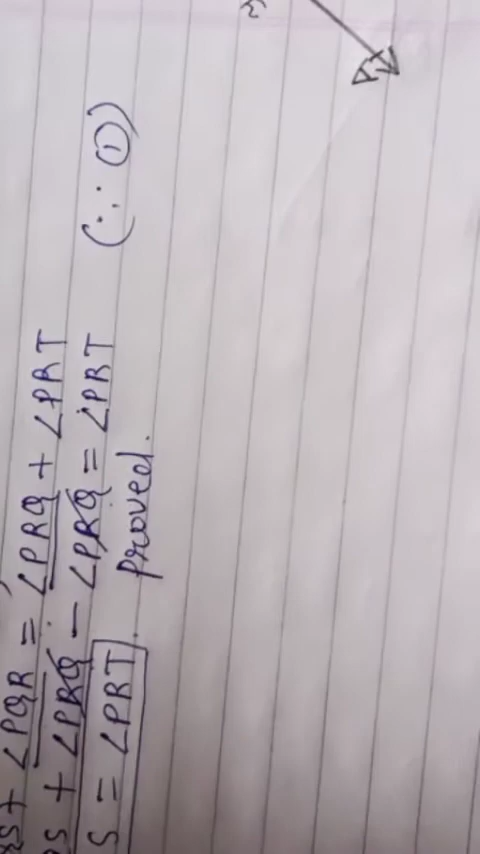 S + ∠PQR = ∠PRQ + ∠PRT
S + ∠PRQ − ∠PRQ = ∠PRT (∵ ①)
S = ∠PRT. Proved.